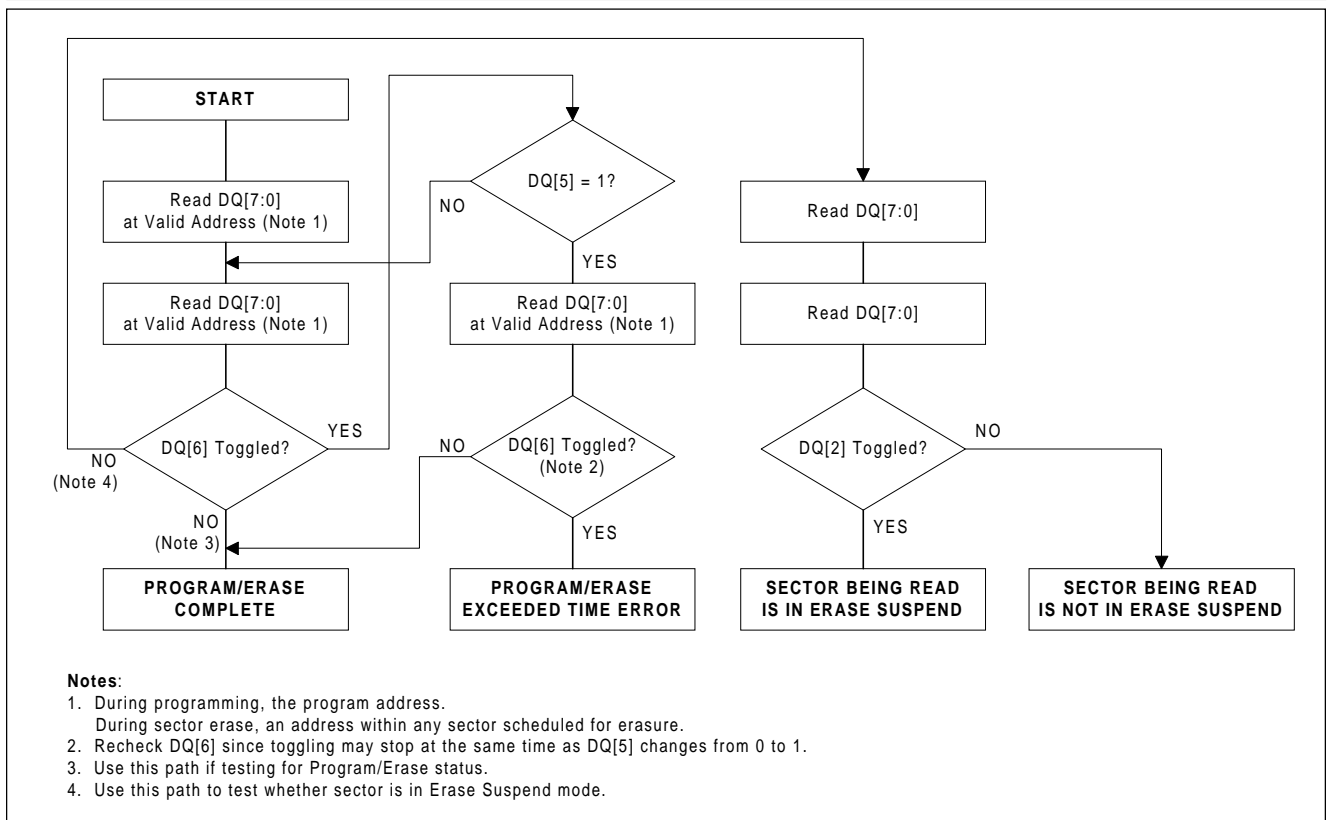 START
Read DQ[7:0]
at Valid Address (Note 1)
Read DQ[7:0]
at Valid Address (Note 1)
DQ[6] Toggled?
YES
NO
(Note 4)
NO
(Note 3)
PROGRAM/ERASE
COMPLETE
DQ[5] = 1?
NO
YES
Read DQ[7:0]
at Valid Address (Note 1)
DQ[6] Toggled?
(Note 2)
NO
YES
PROGRAM/ERASE
EXCEEDED TIME ERROR
Read DQ[7:0]
Read DQ[7:0]
DQ[2] Toggled?
NO
YES
SECTOR BEING READ
IS IN ERASE SUSPEND
SECTOR BEING READ
IS NOT IN ERASE SUSPEND
Notes:
1. During programming, the program address.
During sector erase, an address within any sector scheduled for erasure.
2. Recheck DQ[6] since toggling may stop at the same time as DQ[5] changes from 0 to 1.
3. Use this path if testing for Program/Erase status.
4. Use this path to test whether sector is in Erase Suspend mode.